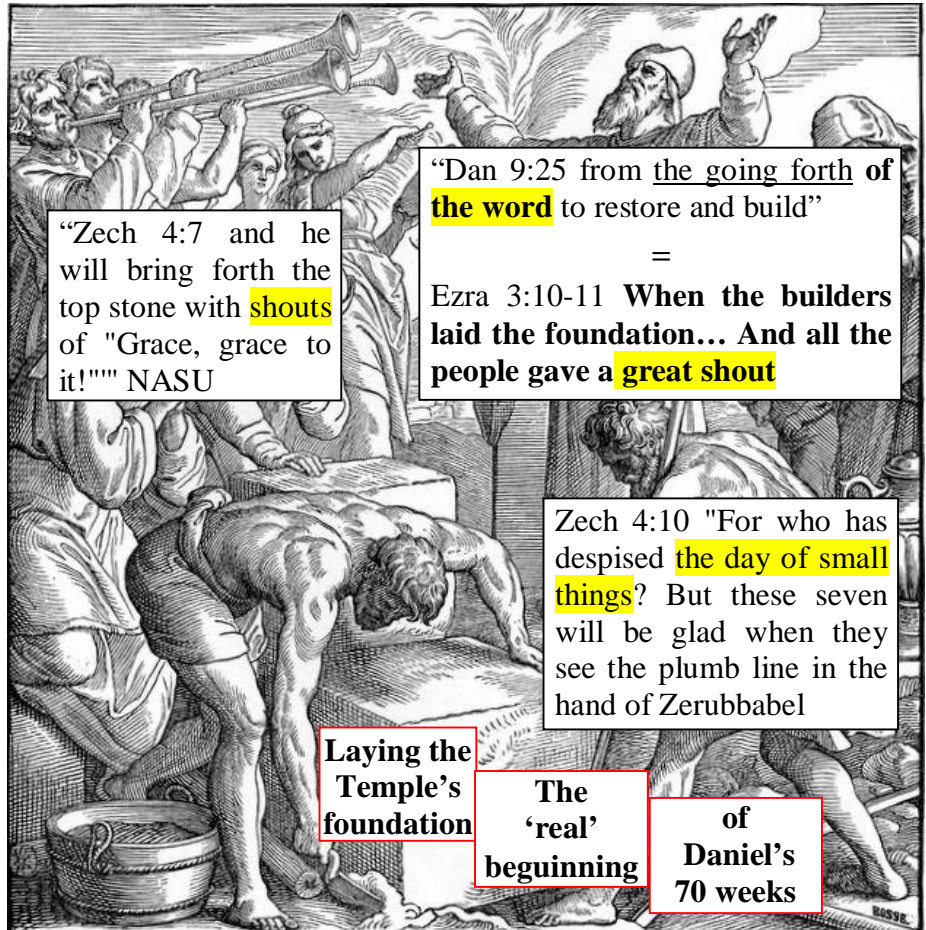 “Zech 4:7 and he
will bring forth the
top stone with shouts
of "Grace, grace to
it!"'" NASU
“Dan 9:25 from the going forth of
the word to restore and build”
=
Ezra 3:10-11 When the builders
laid the foundation… And all the
people gave a great shout
Zech 4:10 "For who has
despised the day of small
things? But these seven
will be glad when they
see the plumb line in the
hand of Zerubbabel
Laying the
Temple’s
foundation
The
‘real’
beguinning
of
Daniel’s
70 weeks